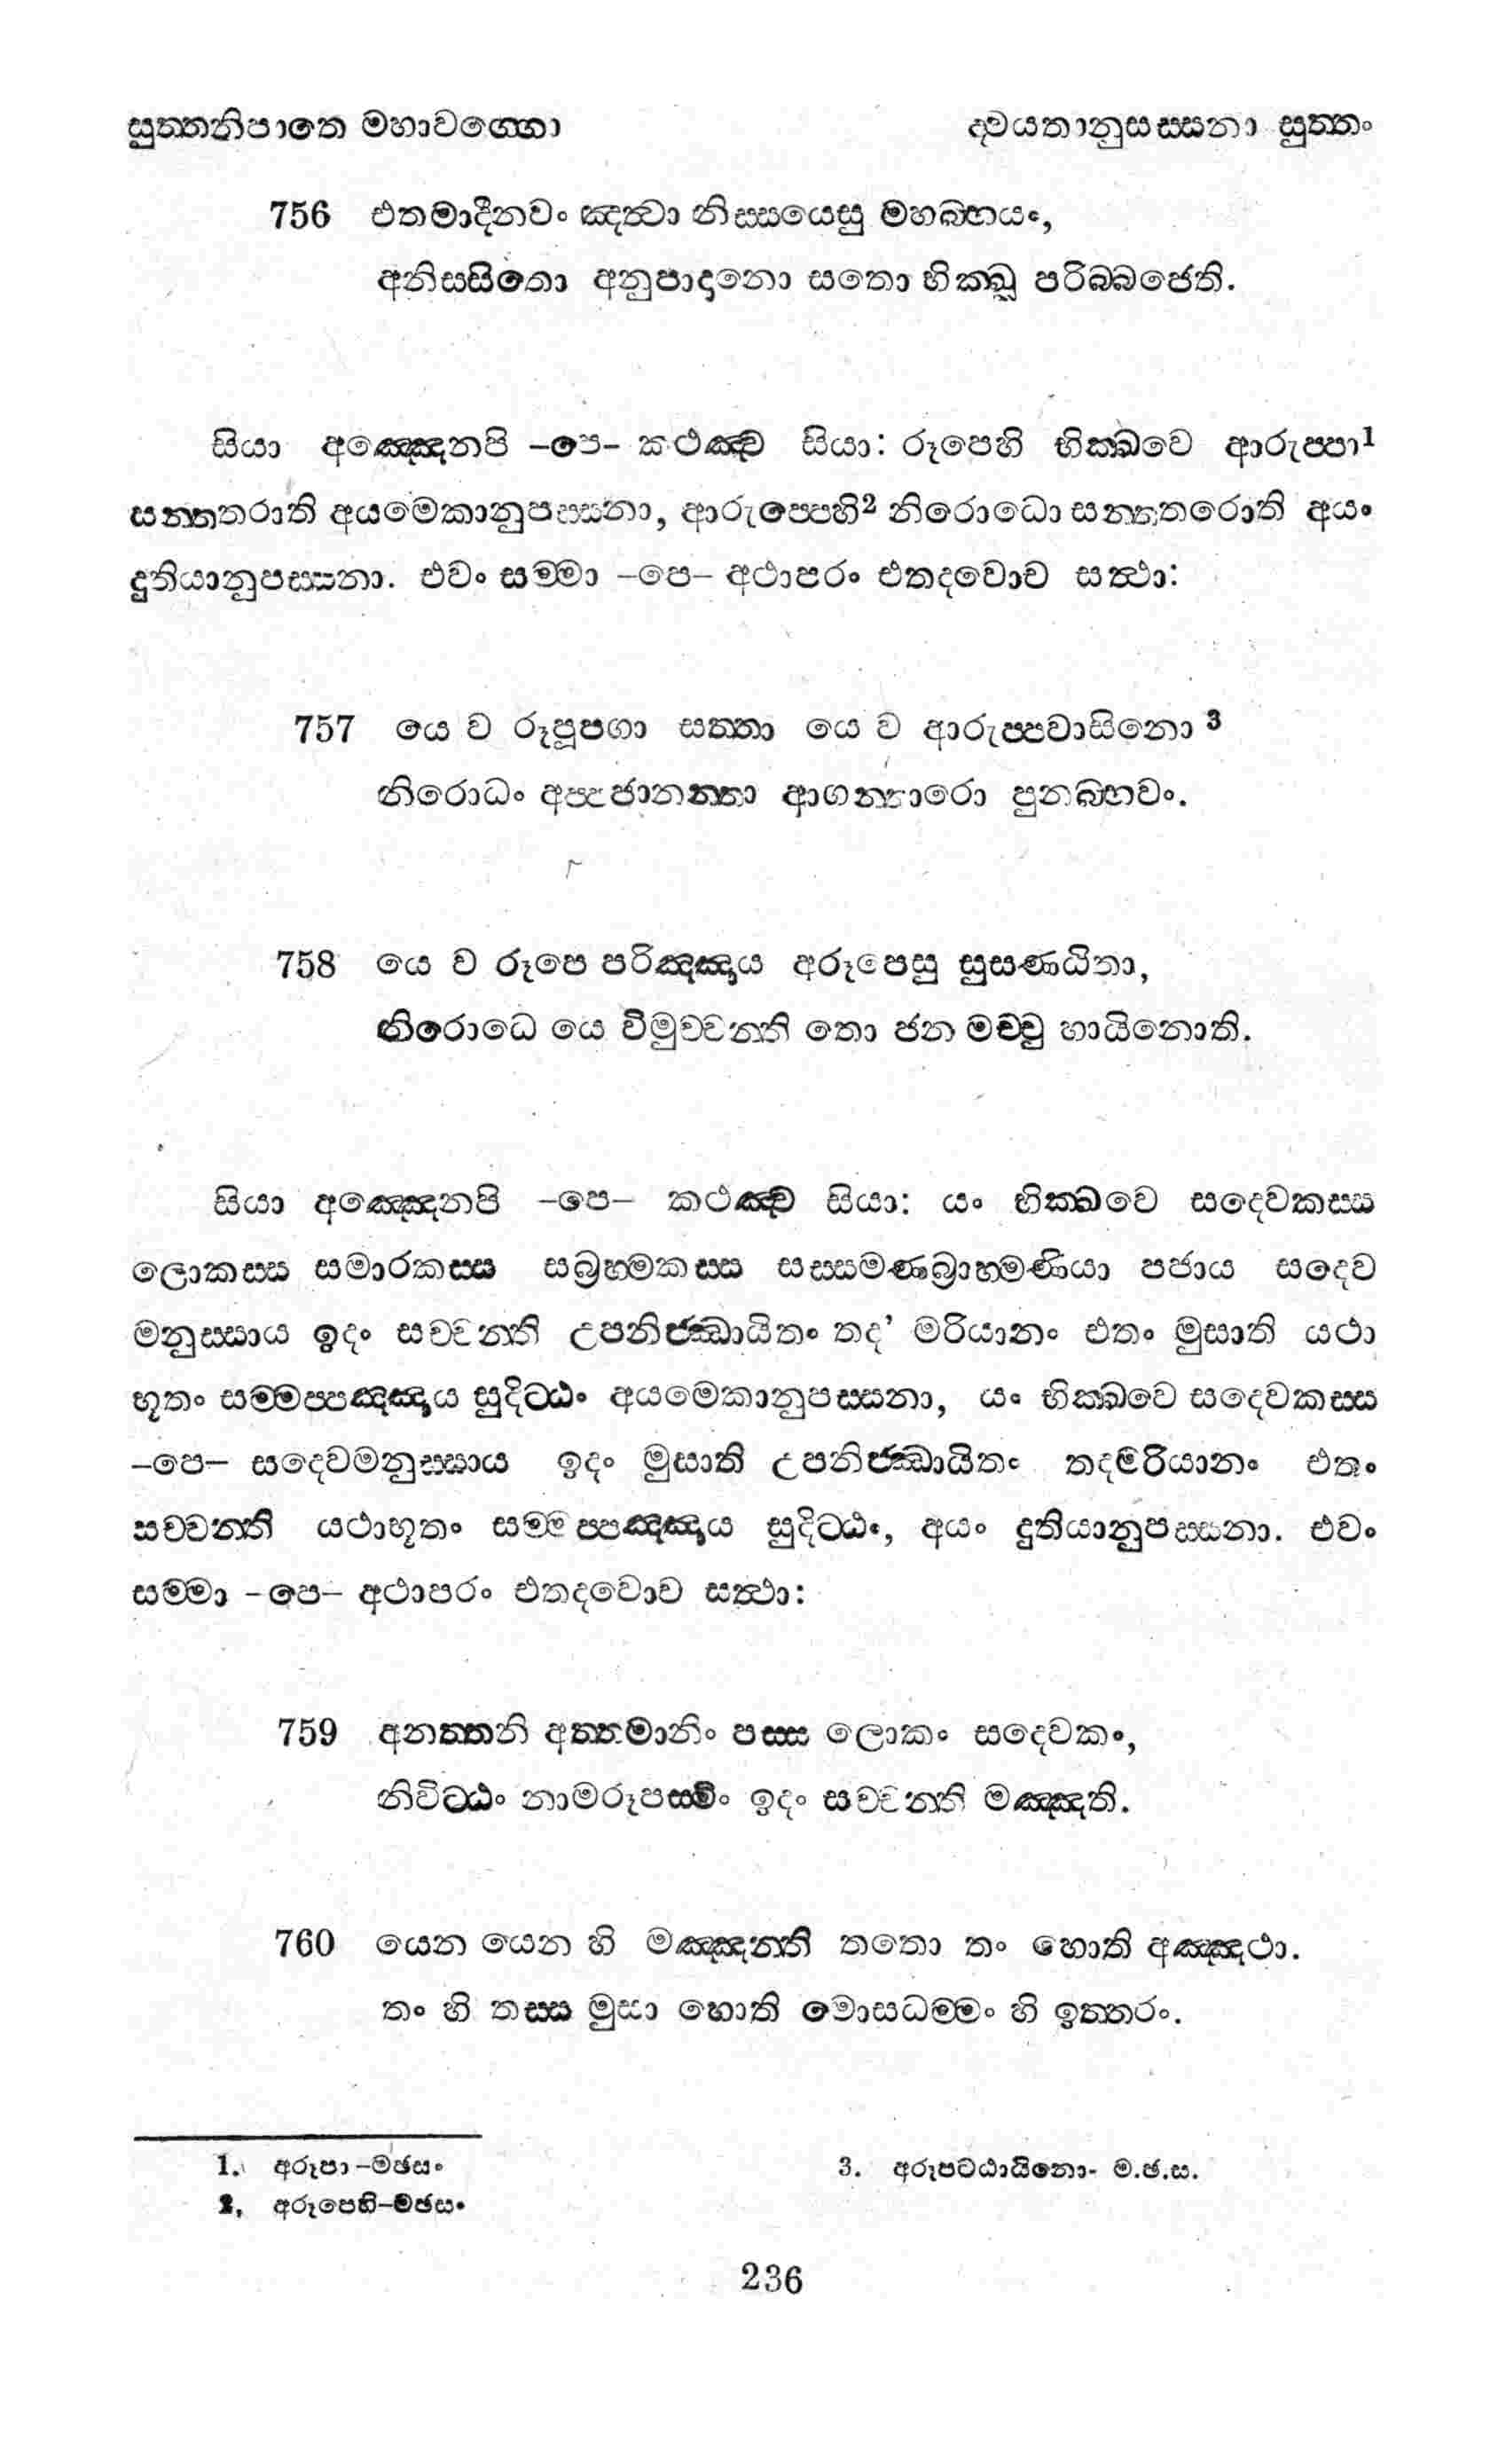 සුත්තනිපාතෙ මහාවග්ගො ද්වයතානුසස්සනා සුත්තං
756 එතමාදීනවං ඤත්වා නිස්සයෙසු මහබ්භයං,
අනිස්සිතො අනුපාදානො සතො භික්ඛු පරිබ්බජෙති.
සියා අඤ්ඤෙනපි -පෙ- කථඤ්ච සියා: රූපෙහි භික්ඛවෙ ආරුප්පා1
සන්තතරාති අයමෙකානුපස්සනා, ආරුප්පෙහි2 නිරොධො සන්තතරොති අයං
දුතියානුපස්සනා. එවං සම්මා -පෙ- අථාපරං එතදවොච සත්ථා:
757 යෙ ච රූපූපගා සත්තා යෙ ච ආරුප්පවාසිනො 3
නිරොධං අප්පජානන්තා ආගන්තාරො පුනබ්භවං.
758 යෙ ච රූපෙ පරිඤ්ඤාය අරූපෙසු සුසණ්ඨිතා,
නිරොධෙ යෙ විමුච්චන්ති තෙ ජනා මච්චු හායිනොති.
සියා අඤ්ඤෙනපි -පෙ- කථඤ්ච සියා: යං භික්ඛවෙ සදෙවකස්ස
ලොකස්ස සමාරකස්ස සබ්‍රහ්මකස්ස සස්සමණබ්‍රාහ්මණියා පජාය සදෙව
මනුස්සාය ඉදං සච්චන්ති උපනිජ්ඣායිතං තද’ මරියානං එතං මුසාති යථා
භූතං සම්මප්පඤ්ඤාය සුදිට්ඨං අයමෙකානුපස්සනා, යං භික්ඛවෙ සදෙවකස්ස
-පෙ- සදෙවමනුස්සාය ඉදං මුසාති උපනිජ්ඣායිතං තදමරියානං එතං
සච්චන්ති යථාභූතං සම්මප්පඤ්ඤාය සුදිට්ඨං, අයං දුතියානුපස්සනා. එවං
සම්මා -පෙ- අථාපරං එතදවොච සත්ථා:
759 අනත්තනි අත්තමානිං පස්ස ලොකං සදෙවකං,
නිවිට්ඨං නාමරූපස්මිං ඉදං සච්චන්ති මඤ්ඤති.
760 යෙන යෙන හි මඤ්ඤන්ති තතො තං හොති අඤ්ඤථා.
තං හි තස්ස මුසා හොති මොසධම්මං හි ඉත්තරං.
1. අරූපා -මඡසං
2, අරූපෙහි-මඡසං
3. අරූපට්ඨායිනො- ම.ඡ.ස.
236